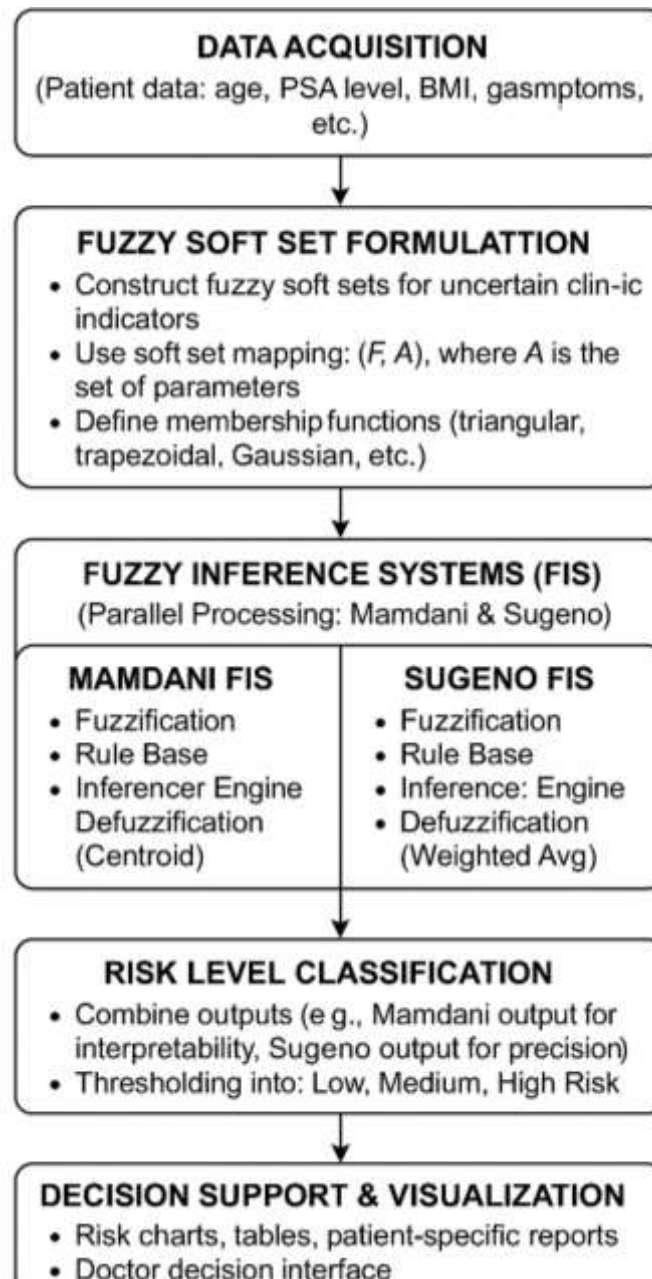 DATA ACQUISITION
(Patient data: age, PSA level, BMI, gasmptoms,
etc.)
FUZZY SOFT SET FORMULATTION
• Construct fuzzy soft sets for uncertain clin-ic
indicators
• Use soft set mapping: (F, A), where A is the
set of parameters
• Define membership functions (triangular,
trapezoidal, Gaussian, etc.)
FUZZY INFERENCE SYSTEMS (FIS)
(Parallel Processing: Mamdani & Sugeno)
MAMDANI FIS
• Fuzzification
• Rule Base
• Inferencer Engine
Defuzzification
(Centroid)
SUGENO FIS
• Fuzzification
• Rule Base
• Inference: Engine
• Defuzzification
(Weighted Avg)
RISK LEVEL CLASSIFICATION
• Combine outputs (e g., Mamdani output for
interpretability, Sugeno output for precision)
• Thresholding into: Low, Medium, High Risk
DECISION SUPPORT & VISUALIZATION
• Risk charts, tables, patient-specific reports
• Doctor decision interface